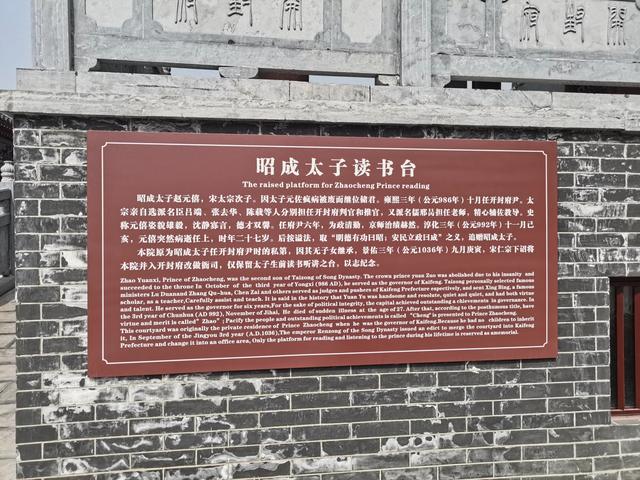 昭成太子读书台
The raised platform for Zhaocheng Prince reading
昭成太子赵元僖，宋太宗次子，因太子元佐疯病被废而继位储君，雍熙三年（公元986年）十月任开封府尹，太
宗亲自选派名臣吕端、张去华、陈载等人分别担任开封府判官和推官，又派名儒邢昺担任老师，精心辅佐教导。史
称元僖姿貌雄毅，沈静寡言，德才双馨。任府尹六年，为政清勤，京师治绩赫然，淳化三年（公元992年）十一月己
亥，元僖突然病逝任上，时年二十七岁。后按谥法，取“明德有功曰昭；安民立政曰成”之义，追赠昭成太子。
本院原为昭成太子任开封府尹时的私第，因其无子女继承，景佑三年（公元1036年）九月庚寅，宋仁宗下诏将
本院并入开封府改做衙司，仅保留太子生前读书听讲之台，以志纪念。
Zhao Yuanxi, Prince of Zhaocheng, was the second son of Taizong of Song Dynasty. The crown prince yuan Zuo was abolished due to his insanity and
succeeded to the throne In October of the third year of Yongxi (986 AD), he served as the governor of Kaifeng. Taizong personally selected famous
ministers Lu Duanand Zhang Qu-hua, Chen Zai and others served as judges and pushers of Kaifeng Prefecture respectively, and sent Xing Bing, a famous
scholar, as a teacher,Carefully assist and teach. It is said in the history that Yuan Yu was handsome and resolute, quiet and quiet, and had both virtue
and talent. He served as the governor for six years,For the sake of political integrity, the capital achieved outstanding a chievements in governance. In
the 3rd year of Chunhua (AD 992), November of Jihai, He died of sudden illness at the age of 27. After that, according to the posthumous title, have
virtue and merit is called" Zhao" ; Pacify the people and outstanding political achievements is called "Cheng" is presented to Prince Zhaocheng.
This courtyard was originally the private residence of Prince Zhaocheng when he was the governor of Kaifeng,Because he had no children to inherit
it, In September of the Jingyou 3rd year (A.D.1036),The emperor Renzong of the Song Dynasty issued an edict to merge the courtyard into Kaifeng
Prefecture and change it into an office area, Only the platform for reading and listening to the prince during his lifetime is reserved as amemorial.